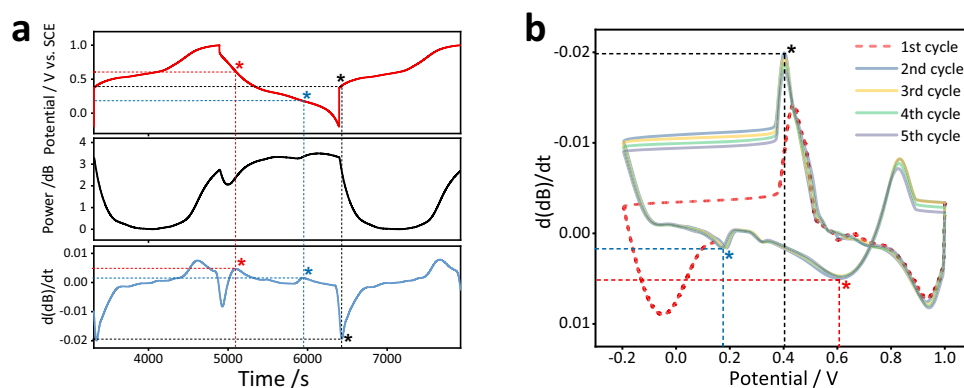 a
Potential / V vs. SCE
1.0
0.5
0.0
*
*
*
Power /dB
4
3
2
1
0
d(dB)/dt
0.01
0.00
-0.01
-0.02
*
*
*
4000 5000 6000 7000
Time /s
b
d(dB)/dt
-0.02
-0.01
0.00
0.01
*
*
*
1st cycle
2nd cycle
3rd cycle
4th cycle
5th cycle
-0.2 0.0 0.2 0.4 0.6 0.8 1.0
Potential / V